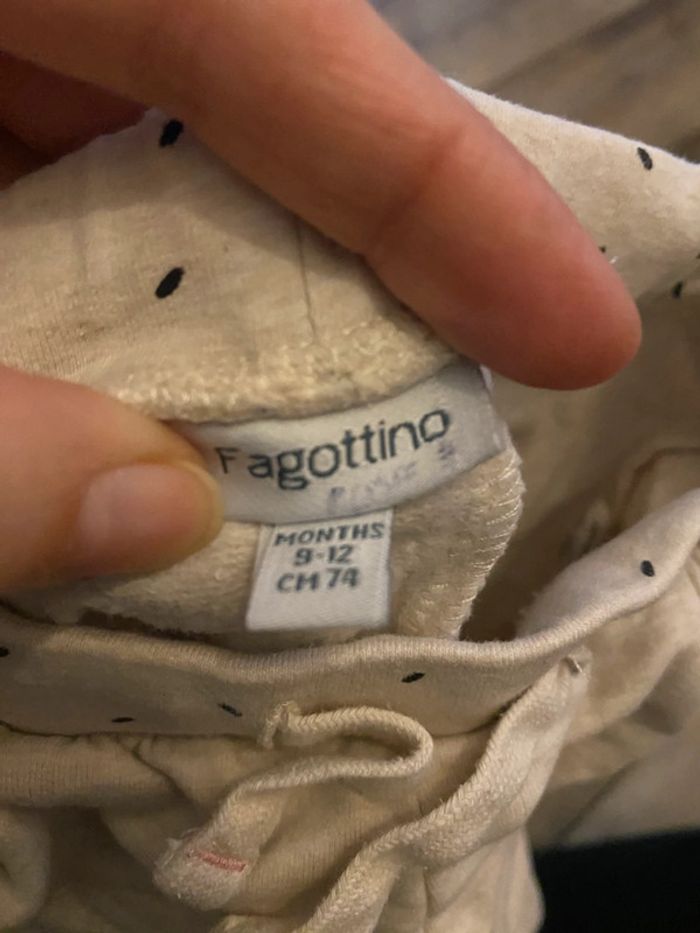 Fagottino
MONTHS
9-12
CM 74